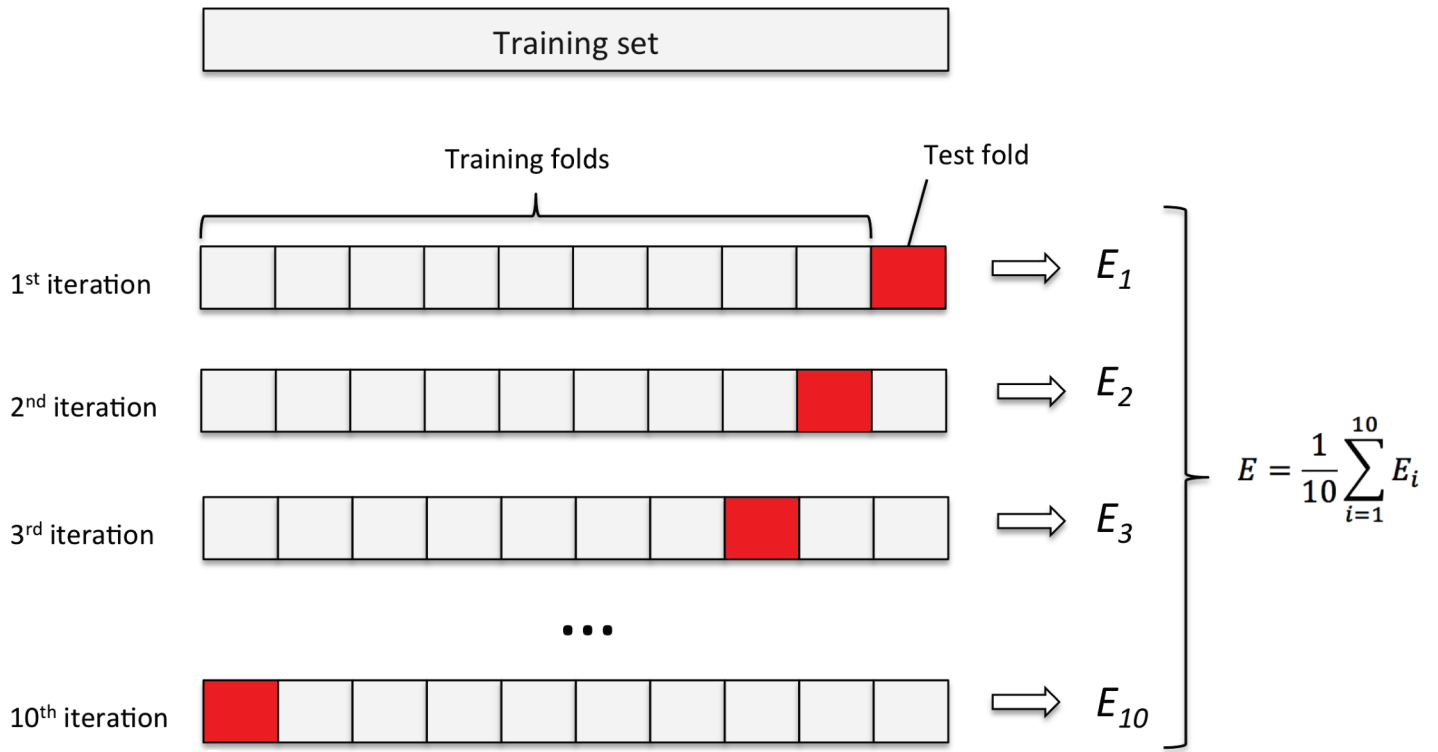 Training set
Training folds
Test fold
1st iteration
E1
2nd iteration
E2
3rd iteration
E3
E = 1/10 10∑i=1 Ei
...
10th iteration
E10